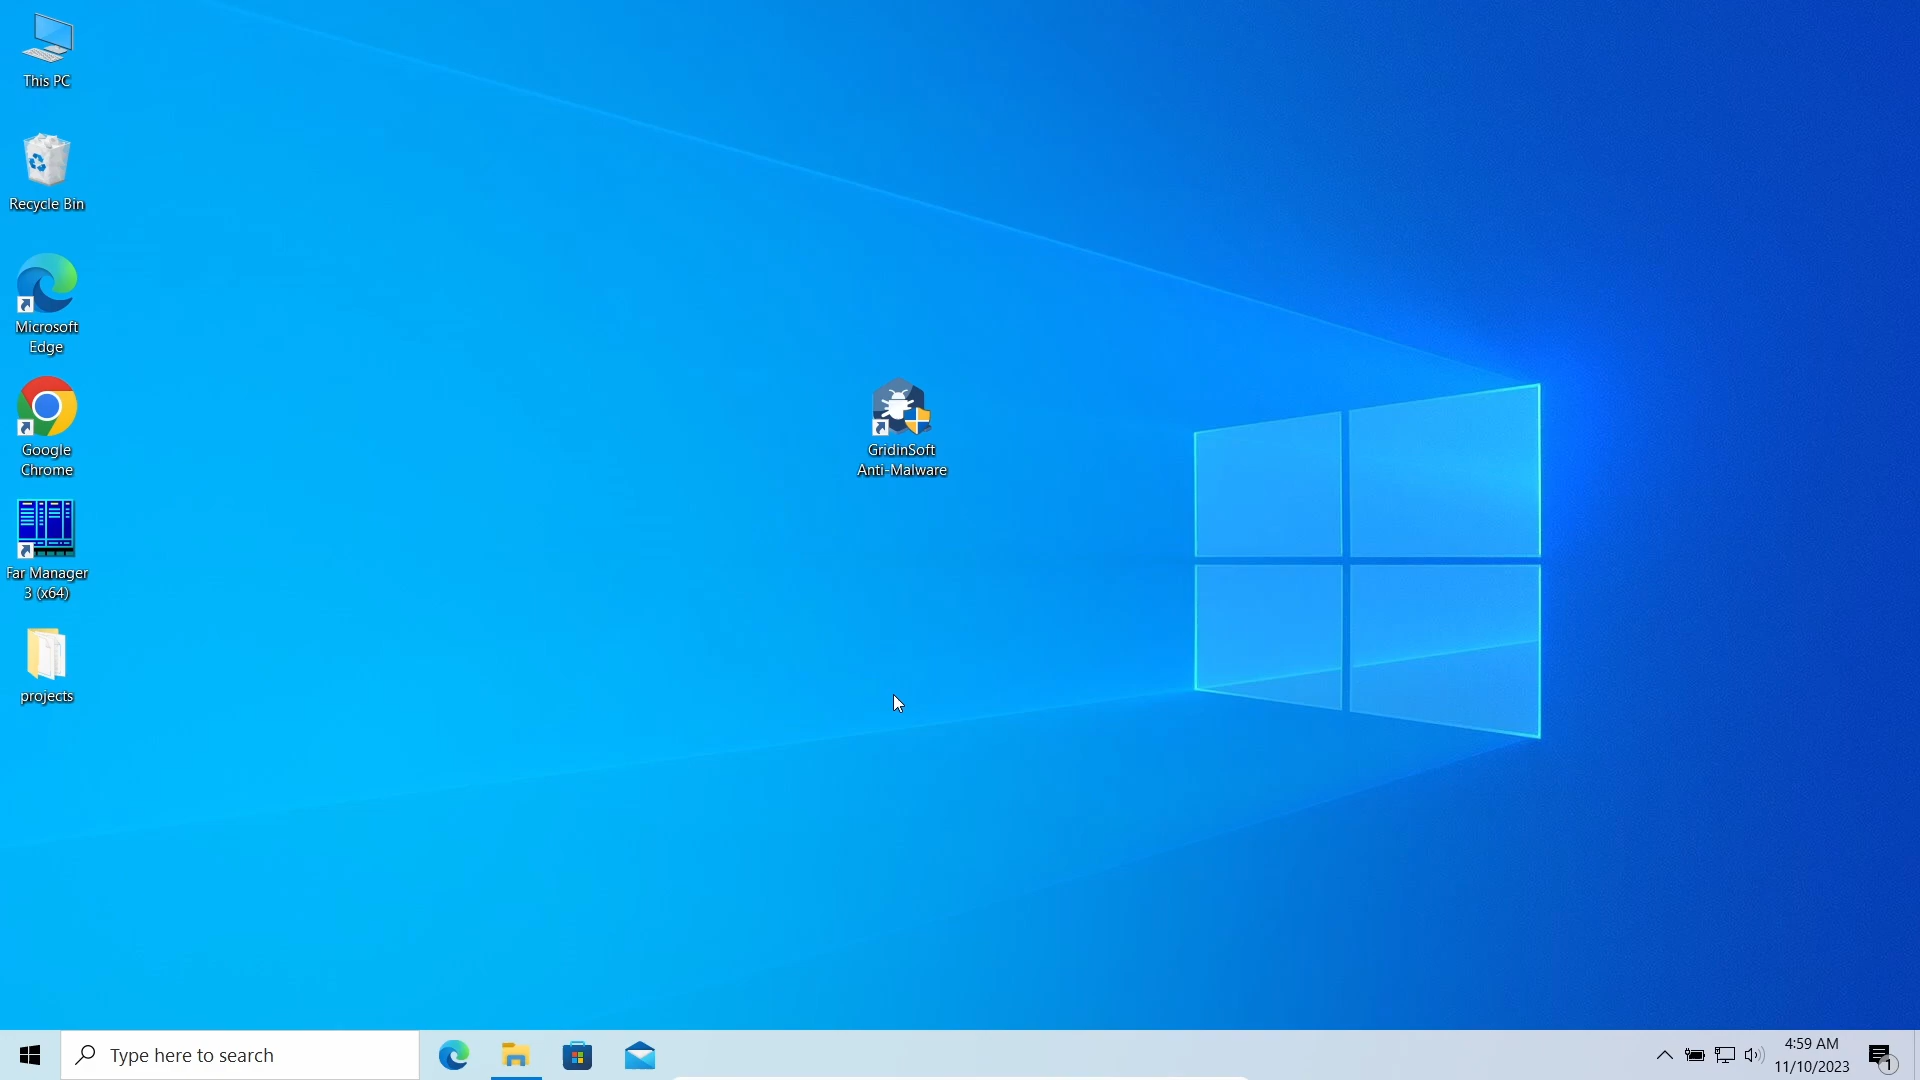 This PC
Recycle Bin
Microsoft
Edge
Google
Chrome
Far Manager
3 (x64)
projects
GridinSoft
Anti-Malware
Type here to search
4:59 AM
11/10/2023
1